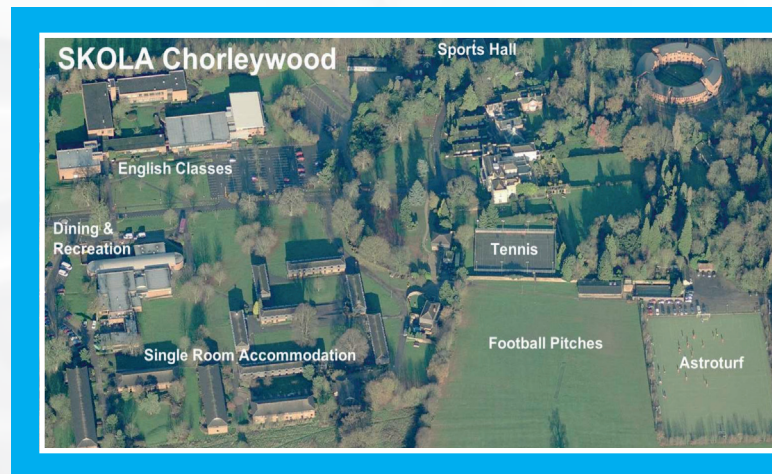 SKOLA Chorleywood
Sports Hall
English Classes
Dining &
Recreation
Tennis
Single Room Accommodation
Football Pitches
Astroturf